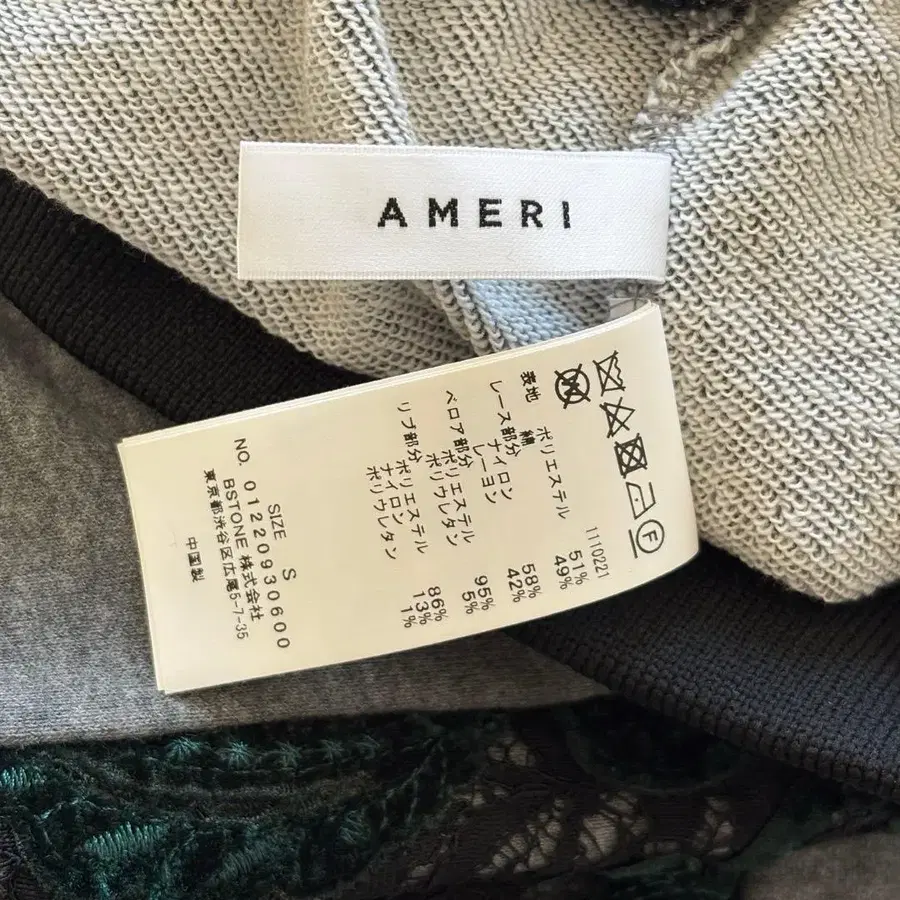 AMERI
F
1110221
表地
ポリエステル 51%
綿 49%
レース部分
ナイロン 58%
レーヨン 42%
ベロア部分
ポリエステル 95%
ポリウレタン 5%
リブ部分
ポリエステル 86%
ナイロン 13%
ポリウレタン 1%
SIZE S
NO. 01220930600
BSTONE 株式会社
東京都渋谷区広尾5-7-35
中国製